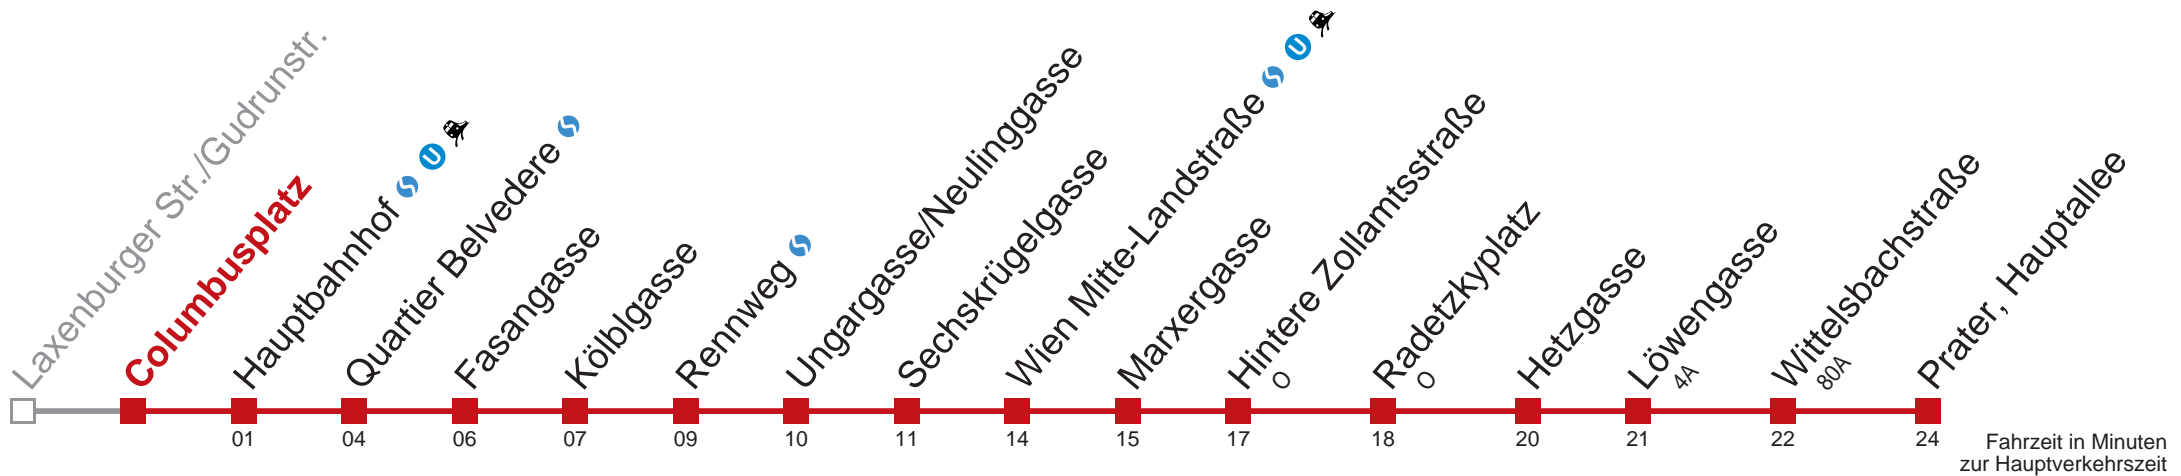 Laxenburger Str./Gudrunstr.
Columbusplatz
Hauptbahnhof S U
Quartier Belvedere S
Fasangasse
Kölblgasse
Rennweg S
Ungargasse/Neulinggasse
Sechskrügelgasse
Wien Mitte-Landstraße S U
Marxergasse
Hintere Zollamtsstraße
O
Radetzkyplatz
O
Hetzgasse
Löwengasse
4A
Wittelsbachstraße
80A
Prater, Hauptallee
01 04 06 07 09 10 11 14 15 17 18 20 21 22 24
Fahrzeit in Minuten
zur Hauptverkehrszeit